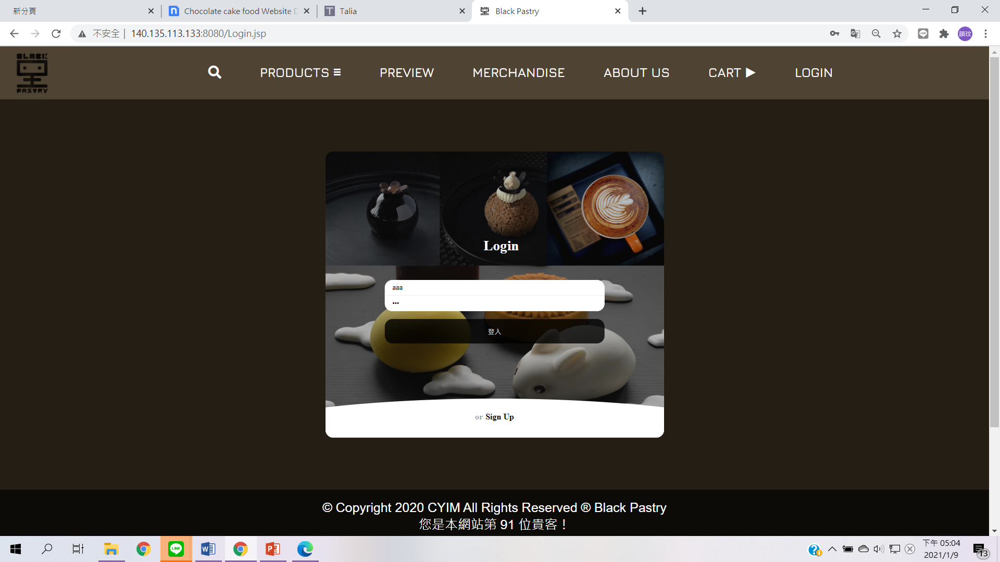 新分頁
Chocolate cake food Website
Talia
Black Pastry
不安全
140.135.113.133:8080/Login.jsp
韻玟
BLACK
PASTRY
PRODUCTS
PREVIEW
MERCHANDISE
ABOUT US
CART
LOGIN
Login
aaa
•••
登入
or Sign Up
© Copyright 2020 CYIM All Rights Reserved ® Black Pastry
您是本網站第 91 位貴客！
LINE
下午 05:04
2021/1/9
13